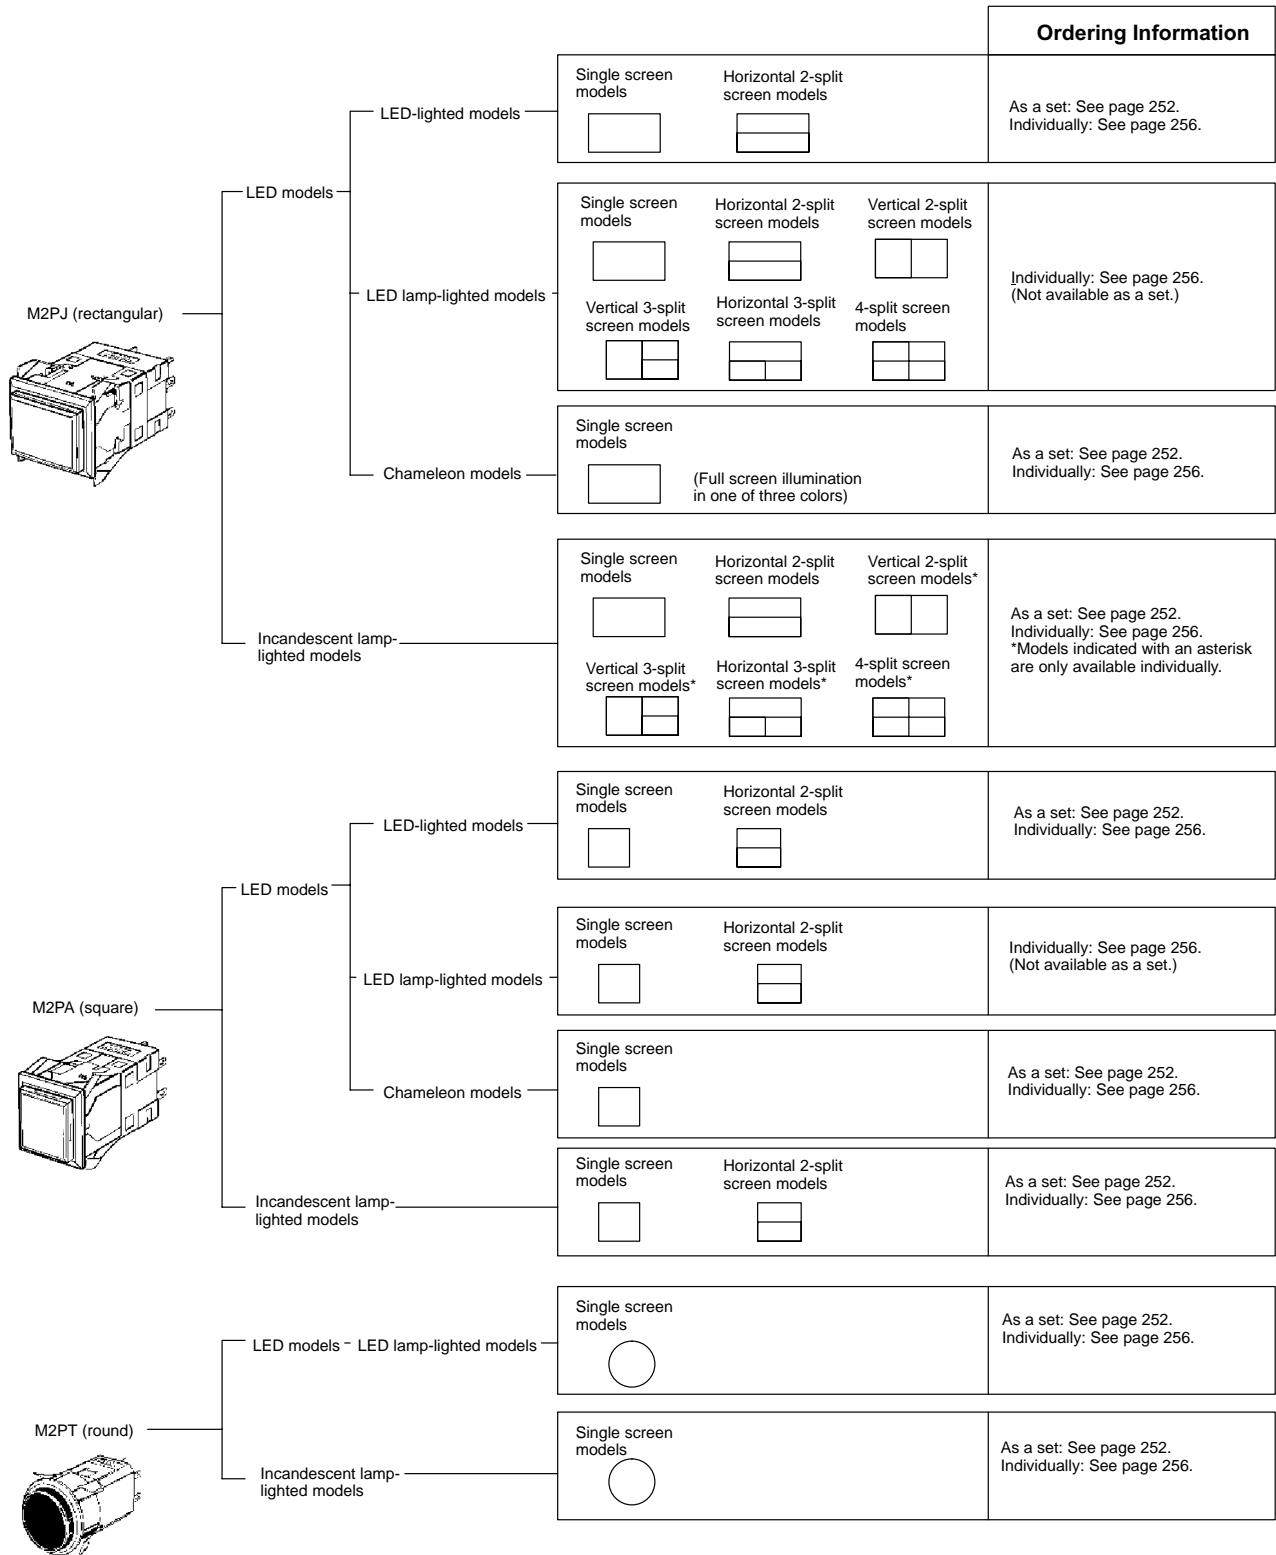 Ordering Information
Single screen
models
Horizontal 2-split
screen models
LED-lighted models
As a set: See page 252.
Individually: See page 256.
LED models
Single screen
models
Horizontal 2-split
screen models
Vertical 2-split
screen models
LED lamp-lighted models
Individually: See page 256.
(Not available as a set.)
Vertical 3-split
screen models
Horizontal 3-split
screen models
4-split screen
models
M2PJ (rectangular)
Single screen
models
Chameleon models
(Full screen illumination
in one of three colors)
As a set: See page 252.
Individually: See page 256.
Single screen
models
Horizontal 2-split
screen models
Vertical 2-split
screen models*
Incandescent lamp-
lighted models
As a set: See page 252.
Individually: See page 256.
*Models indicated with an asterisk
are only available individually.
Vertical 3-split
screen models*
Horizontal 3-split
screen models*
4-split screen
models*
Single screen
models
Horizontal 2-split
screen models
LED-lighted models
As a set: See page 252.
Individually: See page 256.
LED models
Single screen
models
Horizontal 2-split
screen models
LED lamp-lighted models
Individually: See page 256.
(Not available as a set.)
M2PA (square)
Single screen
models
Chameleon models
As a set: See page 252.
Individually: See page 256.
Single screen
models
Horizontal 2-split
screen models
Incandescent lamp-
lighted models
As a set: See page 252.
Individually: See page 256.
Single screen
models
LED models
LED lamp-lighted models
As a set: See page 252.
Individually: See page 256.
M2PT (round)
Single screen
models
Incandescent lamp-
lighted models
As a set: See page 252.
Individually: See page 256.